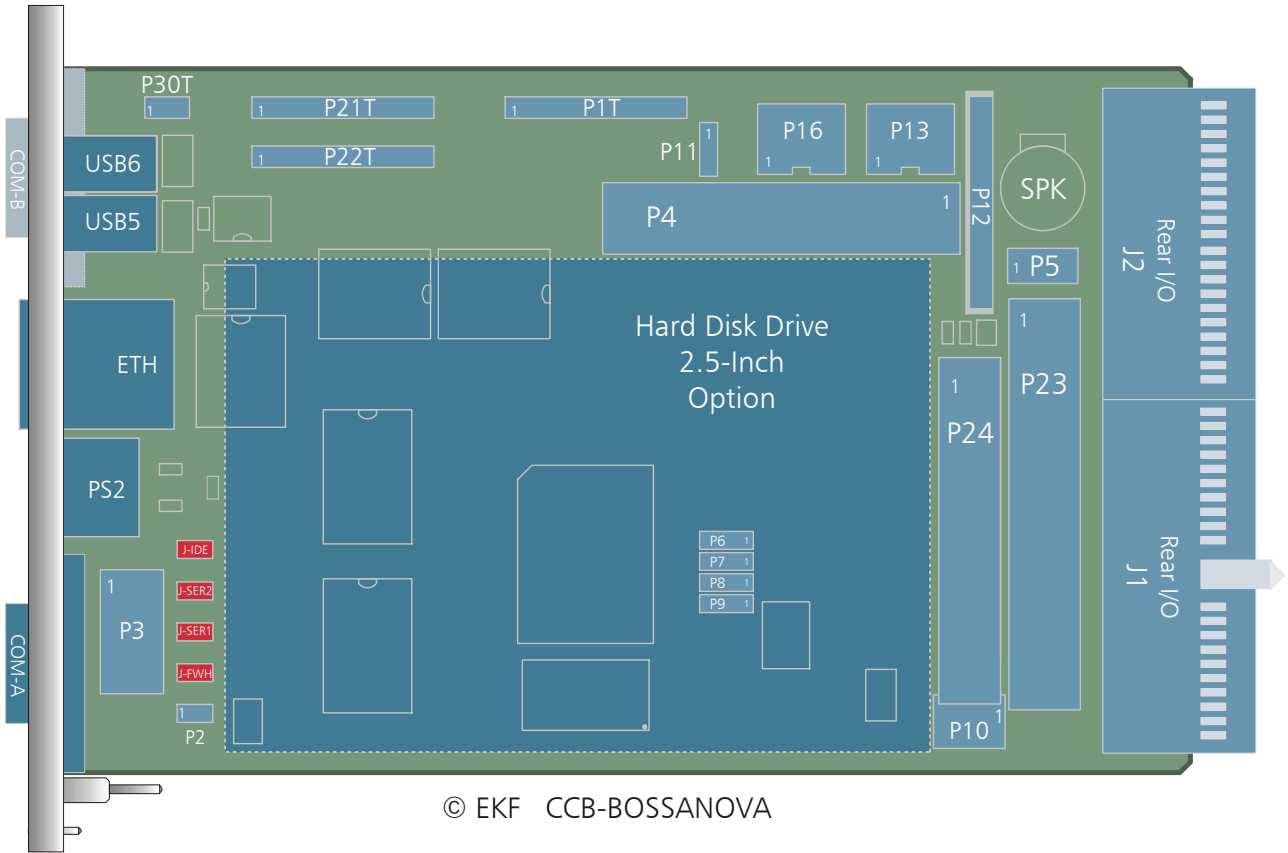 P30T
1
P21T
1
P1T
1
P22T
1
P11
1
P16
1
P13
1
P12
SPK
P4
1
P5
1
COM-B
USB6
USB5
ETH
PS2
COM-A
Hard Disk Drive
2.5-Inch
Option
Rear I/O
J2
Rear I/O
J1
P23
1
P24
1
P6 1
P7 1
P8 1
P9 1
J-IDE
J-SER2
J-SER1
J-FWH
1
P3
1
P2
P10
1
© EKF CCB-BOSSANOVA